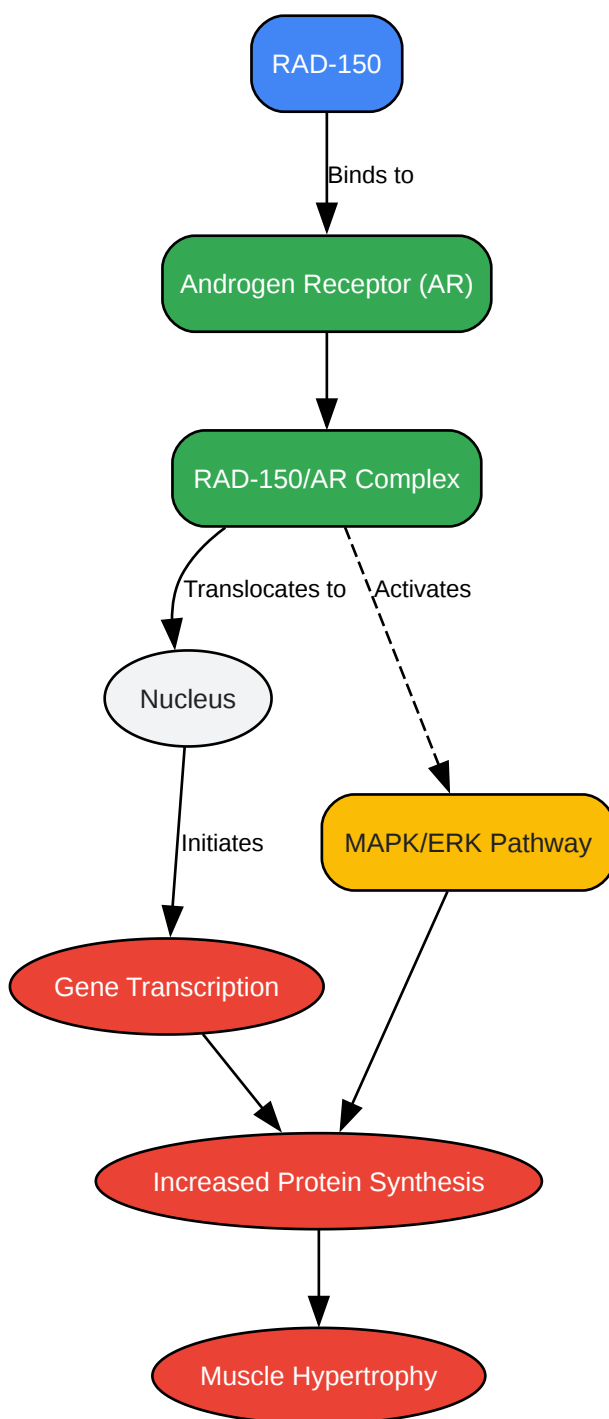 RAD-150
Binds to
Androgen Receptor (AR)
RAD-150/AR Complex
Translocates to
Activates
Nucleus
Initiates
MAPK/ERK Pathway
Gene Transcription
Increased Protein Synthesis
Muscle Hypertrophy